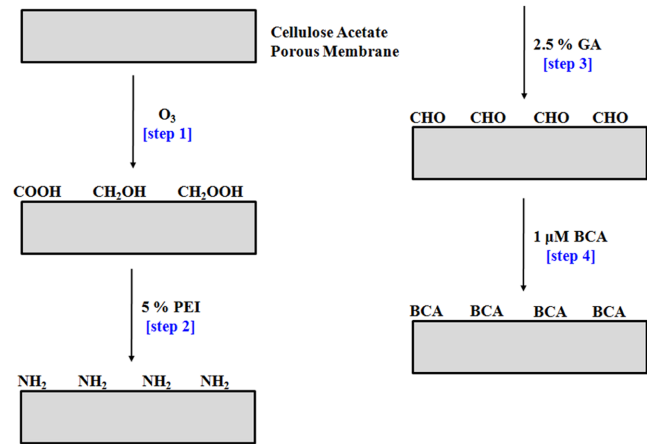 Cellulose Acetate
Porous Membrane
O₃
[step 1]
COOH CH₂OH CH₂OOH
5 % PEI
[step 2]
NH₂ NH₂ NH₂ NH₂
2.5 % GA
[step 3]
CHO CHO CHO CHO
1 µM BCA
[step 4]
BCA BCA BCA BCA